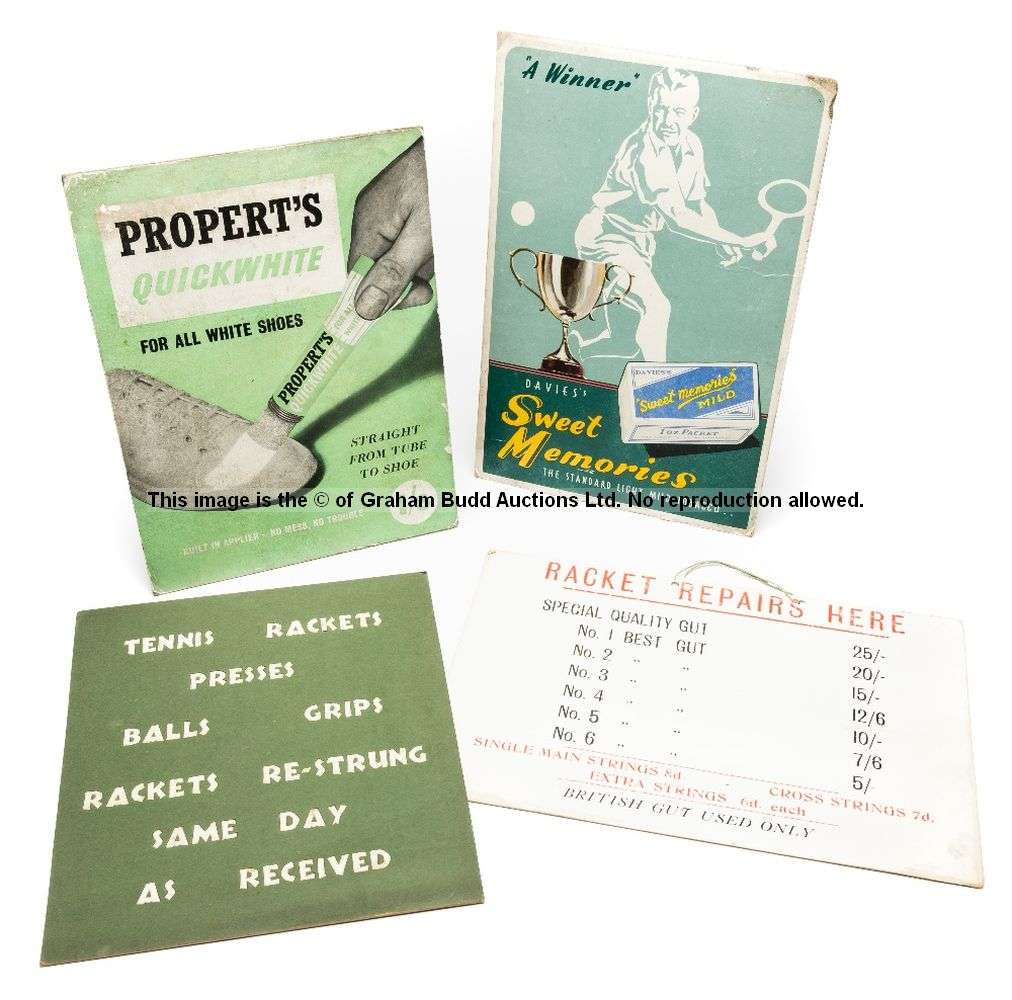 PROPERT'S
QUICKWHITE
FOR ALL WHITE SHOES
PROPERT'S
QUICKWHITE
STRAIGHT
FROM TUBE
TO SHOE
BUILT IN APPLIER - NO MESS, NO TROUBLE
"A Winner"
DAVIES'S
Sweet
Memories
THE STANDARD LIGHT
DAVIES'S
"Sweet Memories"
MILD
1 oz. PACKET
This image is the © of Graham Budd Auctions Ltd. No reproduction allowed.
TENNIS RACKETS
PRESSES
BALLS GRIPS
RACKETS RE-STRUNG
SAME DAY
AS RECEIVED
RACKET REPAIRS HERE
SPECIAL QUALITY GUT 25/-
No. 1 BEST GUT 20/-
No. 2 " " 15/-
No. 3 " " 12/6
No. 4 " " 10/-
No. 5 " " 7/6
No. 6 " " 5/-
SINGLE MAIN STRINGS 8d. CROSS STRINGS 7d.
EXTRA STRINGS 6d. each
BRITISH GUT USED ONLY